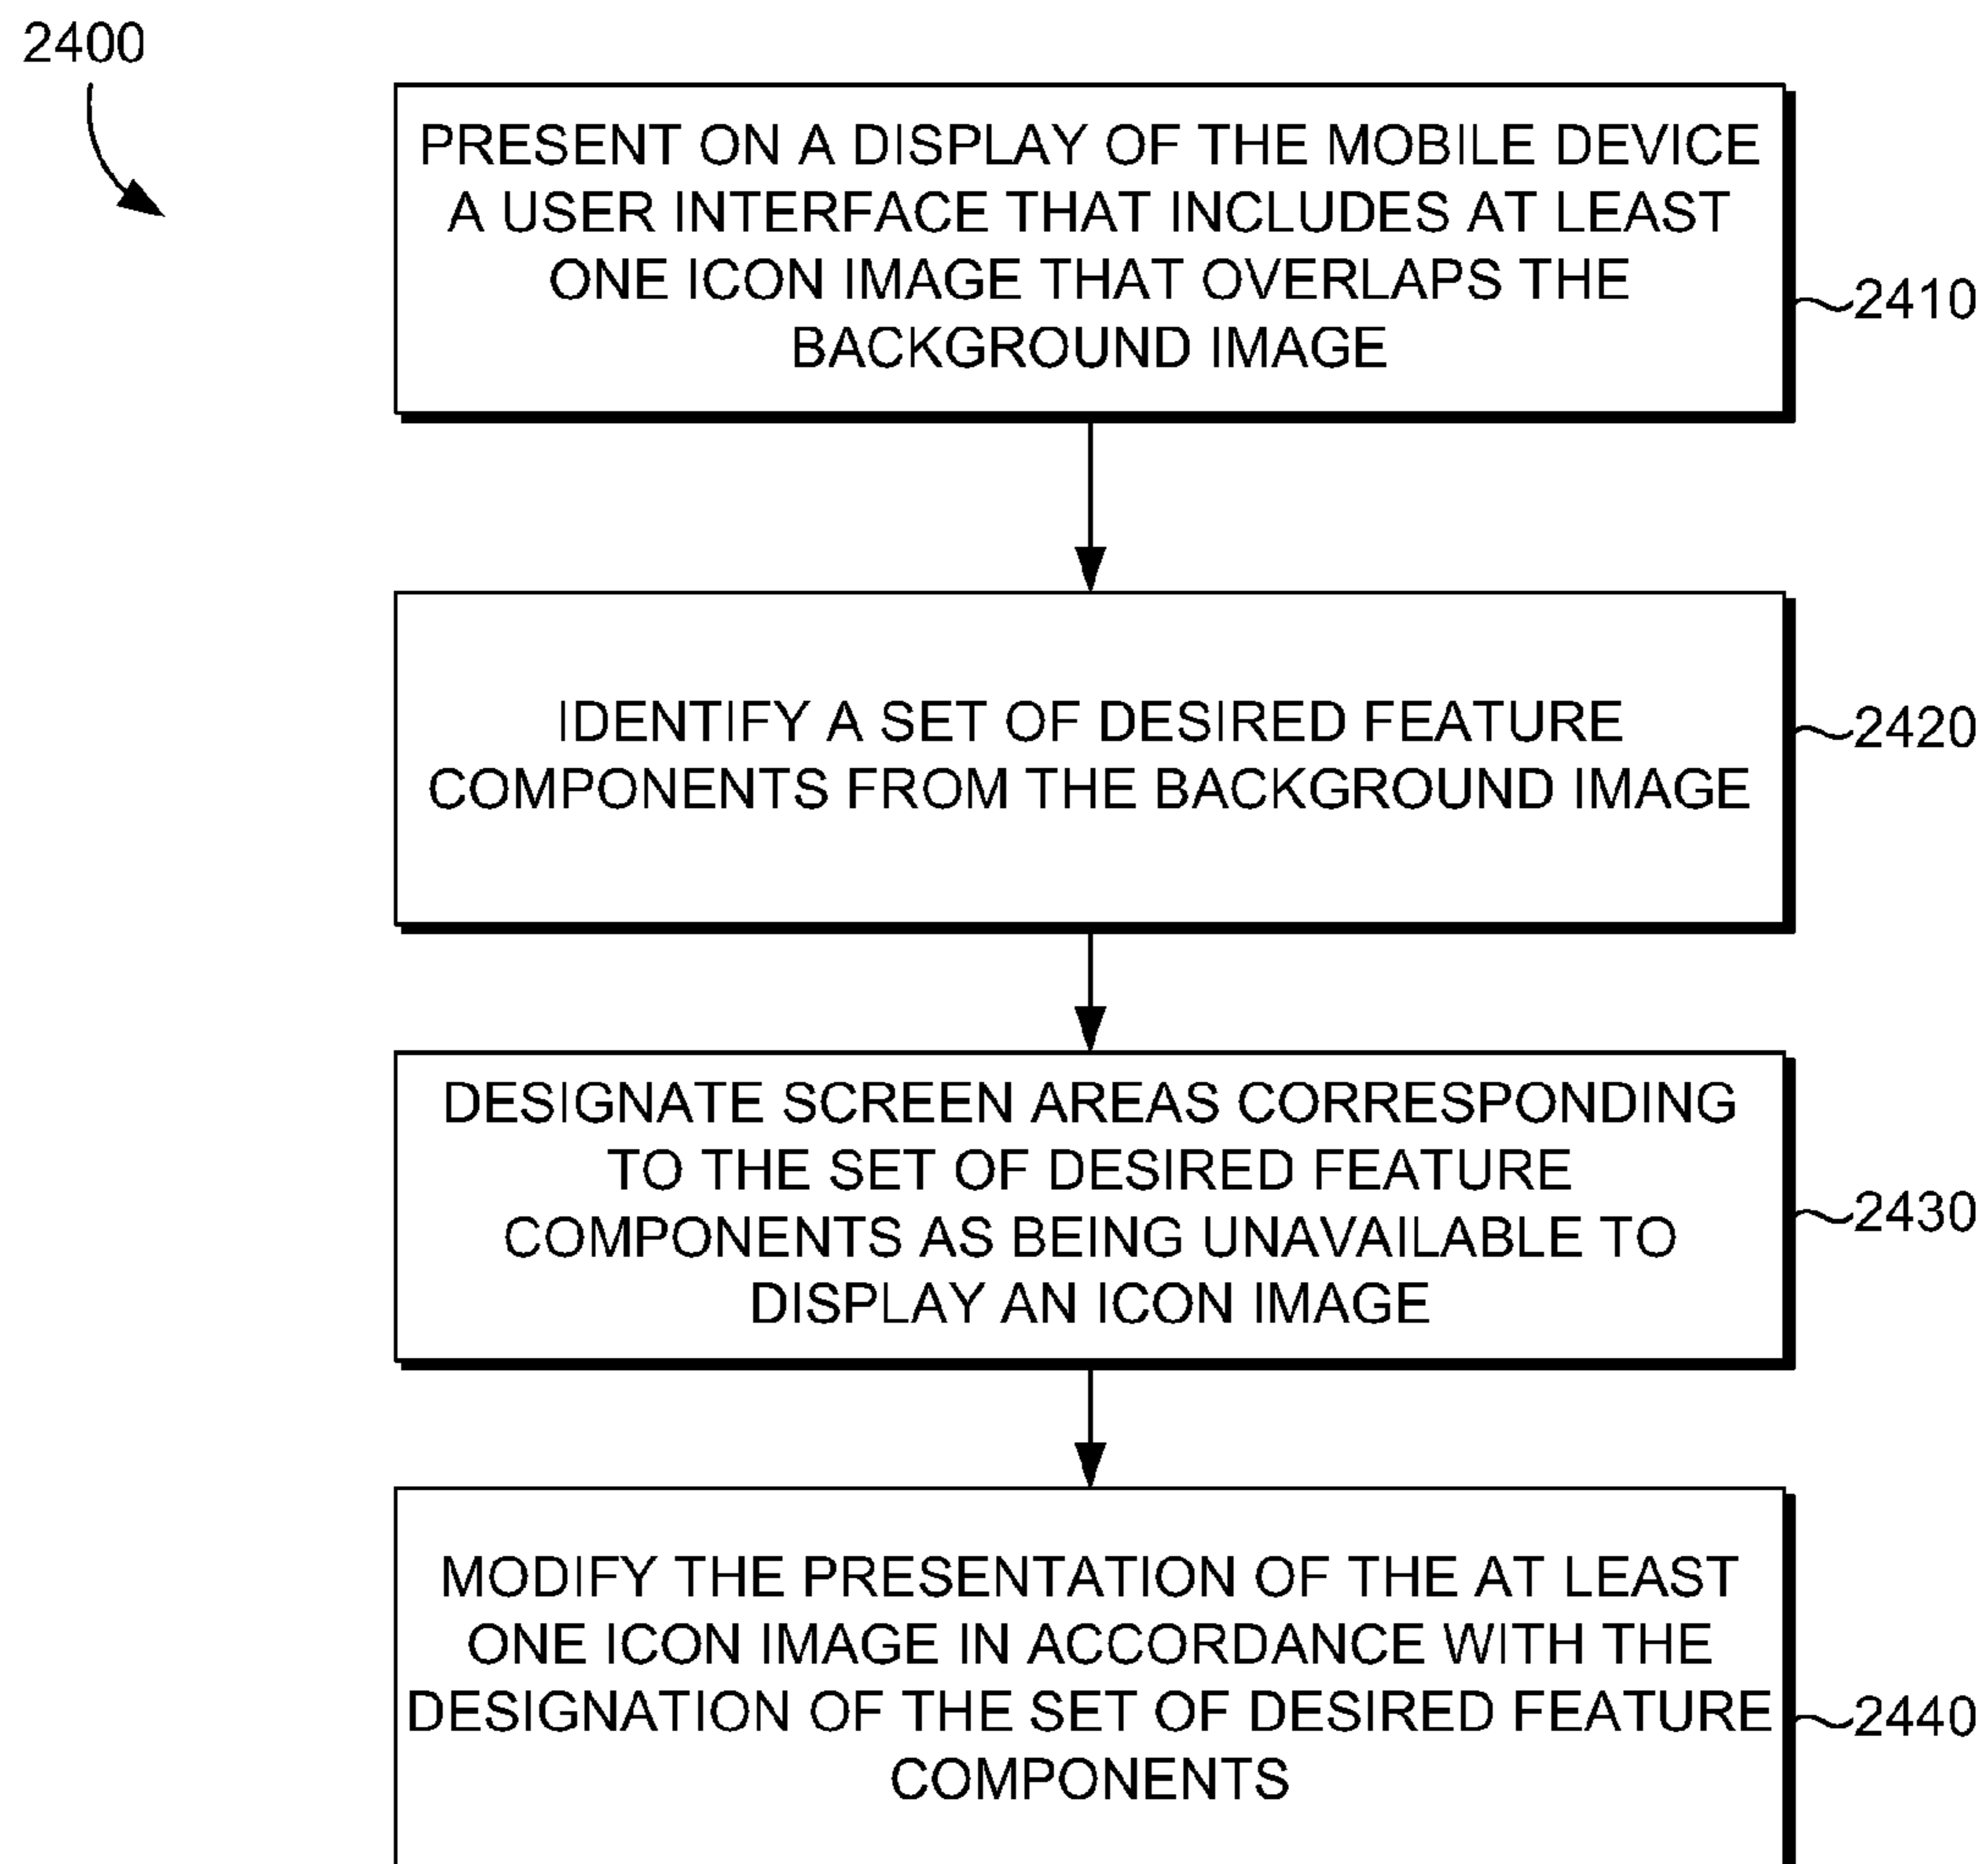 2400
PRESENT ON A DISPLAY OF THE MOBILE DEVICE
A USER INTERFACE THAT INCLUDES AT LEAST
ONE ICON IMAGE THAT OVERLAPS THE
BACKGROUND IMAGE
2410
IDENTIFY A SET OF DESIRED FEATURE
COMPONENTS FROM THE BACKGROUND IMAGE
2420
DESIGNATE SCREEN AREAS CORRESPONDING
TO THE SET OF DESIRED FEATURE
COMPONENTS AS BEING UNAVAILABLE TO
DISPLAY AN ICON IMAGE
2430
MODIFY THE PRESENTATION OF THE AT LEAST
ONE ICON IMAGE IN ACCORDANCE WITH THE
DESIGNATION OF THE SET OF DESIRED FEATURE
COMPONENTS
2440